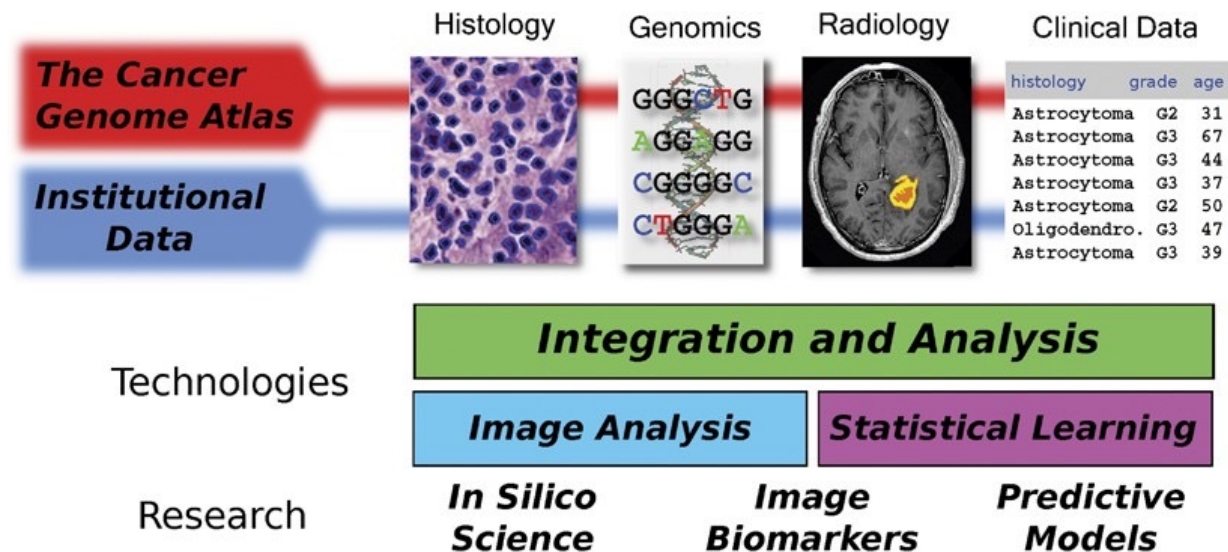 Histology Genomics Radiology Clinical Data
The Cancer
Genome Atlas
Institutional
Data
GGGCTG
AGGAGG
CGGGGC
CTGGGA
histology grade age
Astrocytoma G2 31
Astrocytoma G3 67
Astrocytoma G3 44
Astrocytoma G3 37
Astrocytoma G2 50
Oligodendro. G3 47
Astrocytoma G3 39
Technologies
Integration and Analysis
Image Analysis
Statistical Learning
Research
In Silico
Science
Image
Biomarkers
Predictive
Models